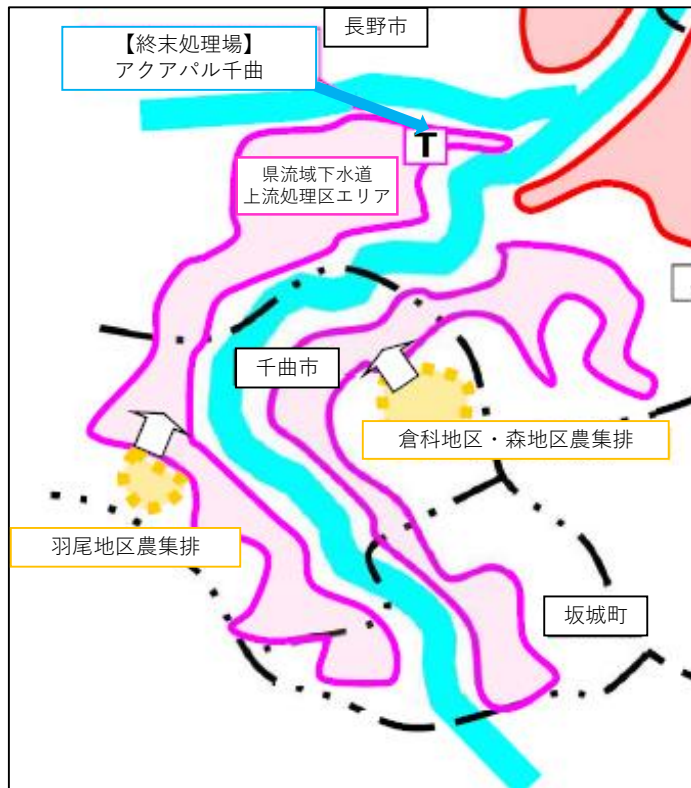 長野市
【終末処理場】
アクアパル千曲
T
県流域下水道
上流処理区エリア
千曲市
倉科地区・森地区農集排
羽尾地区農集排
坂城町